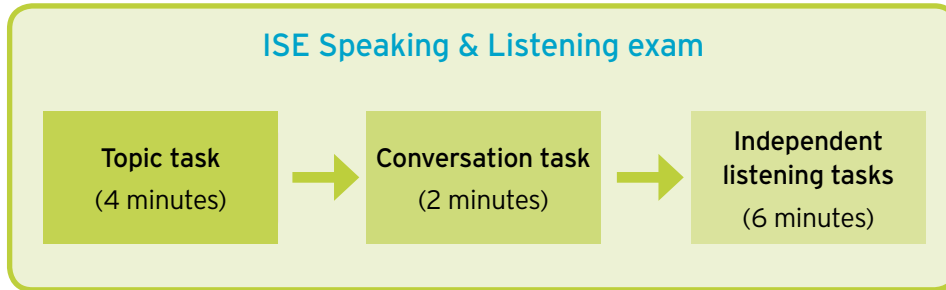 ISE Speaking & Listening exam
Topic task
(4 minutes)
Conversation task
(2 minutes)
Independent
listening tasks
(6 minutes)